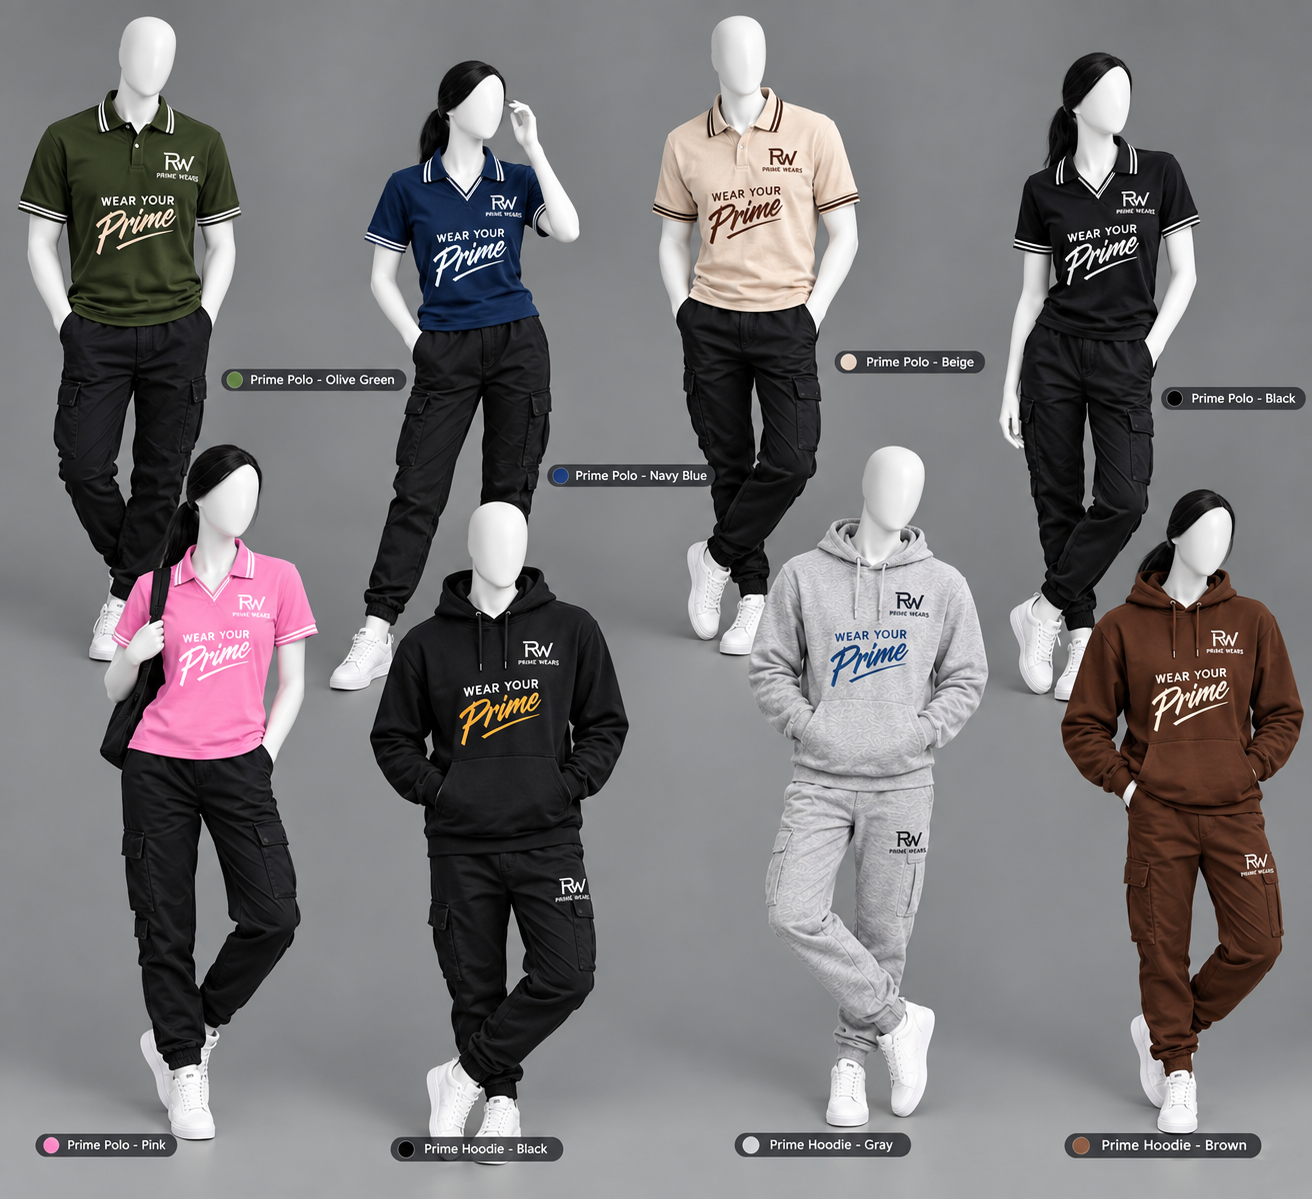 RW
PRIME WEARS
WEAR YOUR
Prime
RW
PRIME WEARS
WEAR YOUR
Prime
RW
PRIME WEARS
WEAR YOUR
Prime
RW
PRIME WEARS
WEAR YOUR
Prime
Prime Polo - Olive Green
Prime Polo - Beige
Prime Polo - Black
Prime Polo - Navy Blue
RW
PRIME WEARS
WEAR YOUR
Prime
RW
PRIME WEARS
WEAR YOUR
Prime
RW
PRIME WEARS
WEAR YOUR
Prime
RW
PRIME WEARS
WEAR YOUR
Prime
RW
PRIME WEARS
RW
PRIME WEARS
RW
PRIME WEARS
Prime Polo - Pink
Prime Hoodie - Black
Prime Hoodie - Gray
Prime Hoodie - Brown